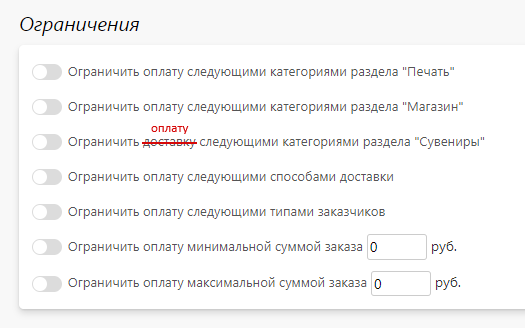 Ограничения
Ограничить оплату следующими категориями раздела "Печать"
Ограничить оплату следующими категориями раздела "Магазин"
оплату
Ограничить доставку следующими категориями раздела "Сувениры"
Ограничить оплату следующими способами доставки
Ограничить оплату следующими типами заказчиков
Ограничить оплату минимальной суммой заказа 0 руб.
Ограничить оплату максимальной суммой заказа 0 руб.